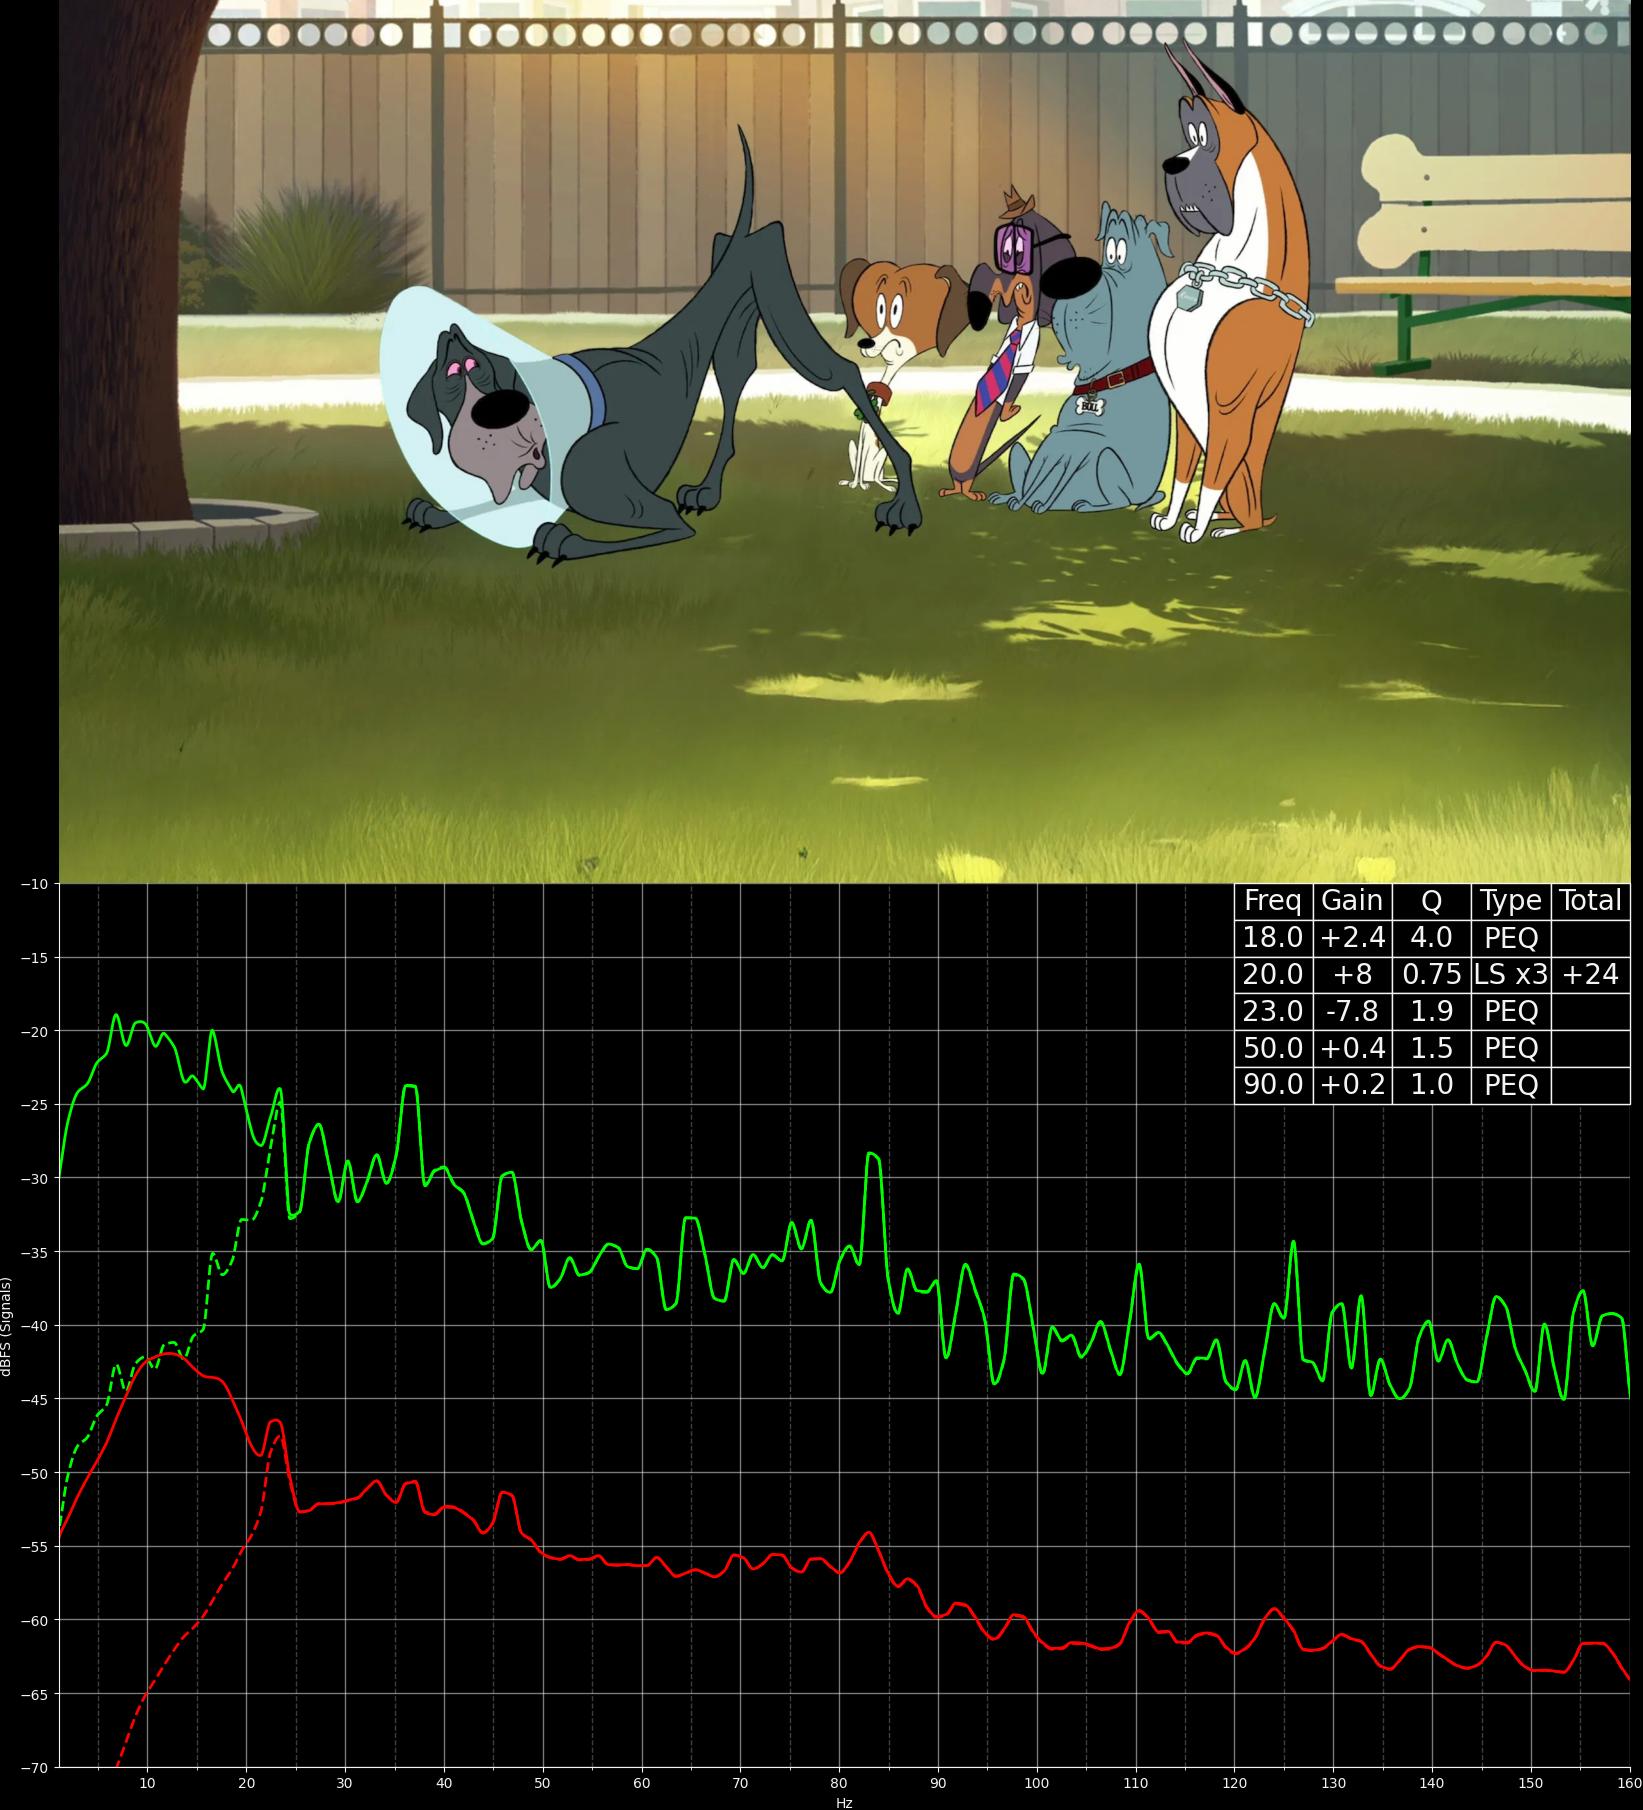 BULL
−10
−15
−20
−25
−30
−35
−40
−45
−50
−55
−60
−65
−70
dBFS (Signals)
Freq Gain Q Type Total
18.0 +2.4 4.0 PEQ
20.0 +8 0.75 LS x3 +24
23.0 -7.8 1.9 PEQ
50.0 +0.4 1.5 PEQ
90.0 +0.2 1.0 PEQ
10 20 30 40 50 60 70 80 90 100 110 120 130 140 150 160
Hz